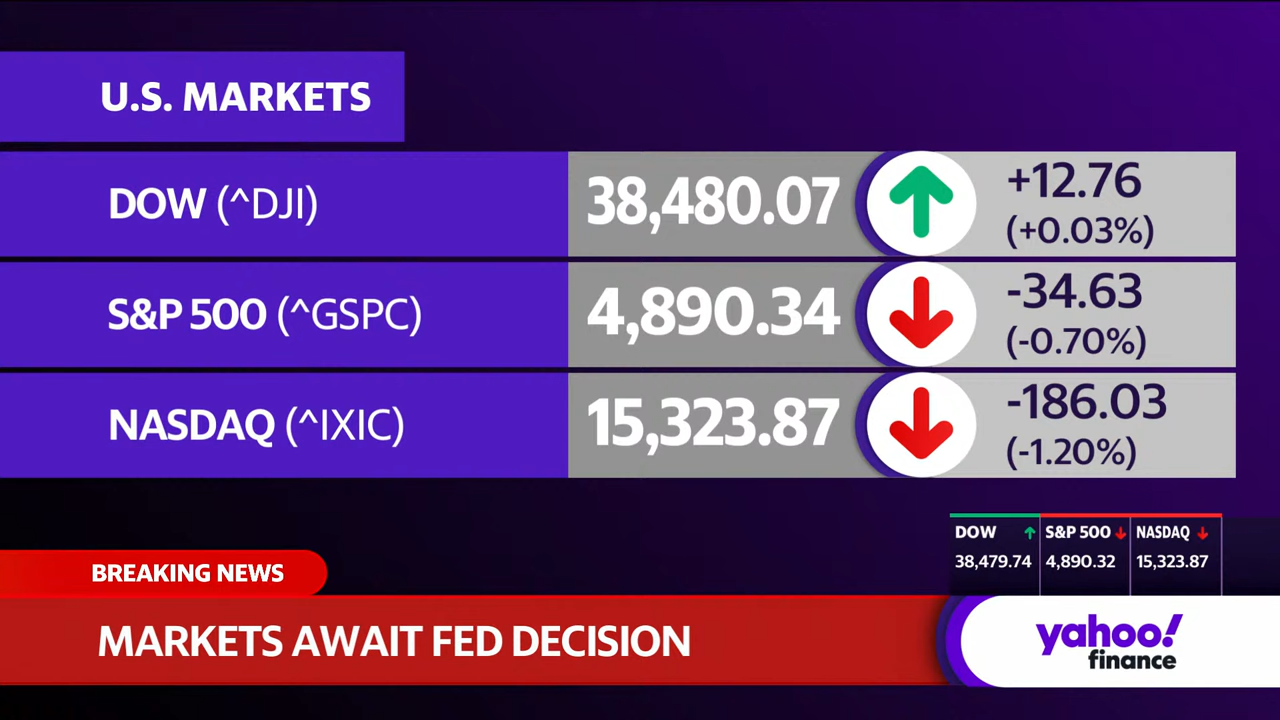 U.S. MARKETS
DOW (^DJI) 38,480.07 +12.76 (+0.03%)
S&P 500 (^GSPC) 4,890.34 -34.63 (-0.70%)
NASDAQ (^IXIC) 15,323.87 -186.03 (-1.20%)
DOW S&P 500 NASDAQ
38,479.74 4,890.32 15,323.87
BREAKING NEWS
MARKETS AWAIT FED DECISION
yahoo!
finance